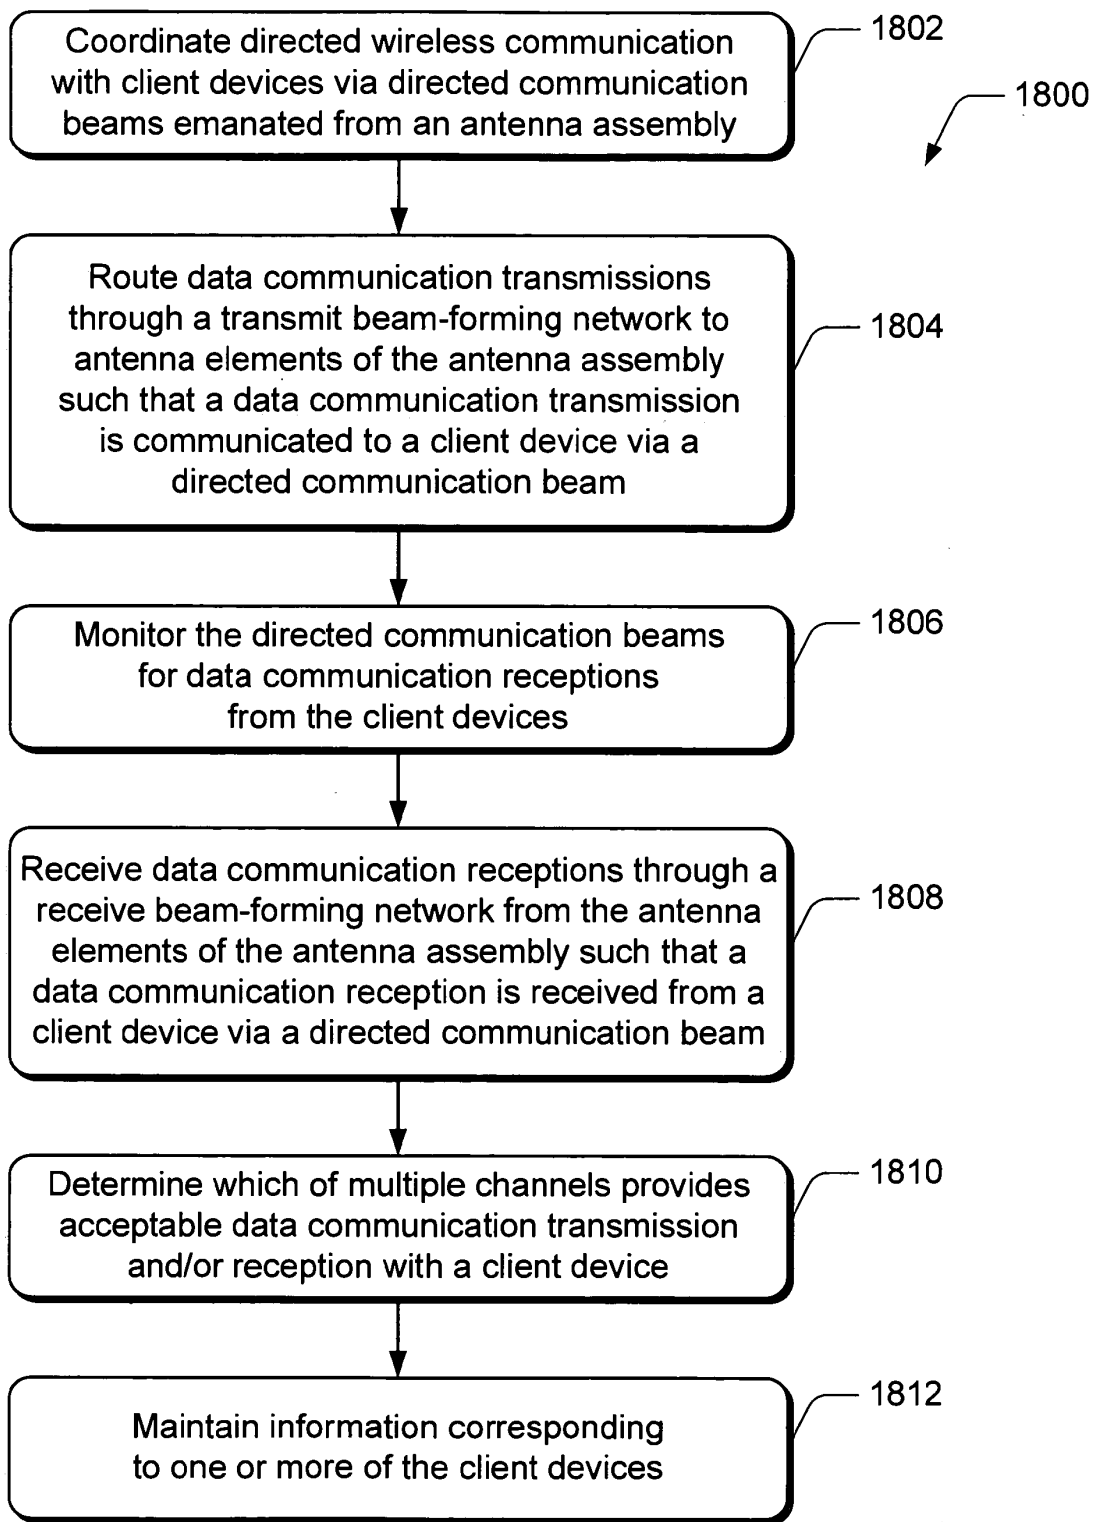 Coordinate directed wireless communication
with client devices via directed communication
beams emanated from an antenna assembly
1802
1800
Route data communication transmissions
through a transmit beam-forming network to
antenna elements of the antenna assembly
such that a data communication transmission
is communicated to a client device via a
directed communication beam
1804
Monitor the directed communication beams
for data communication receptions
from the client devices
1806
Receive data communication receptions through a
receive beam-forming network from the antenna
elements of the antenna assembly such that a
data communication reception is received from a
client device via a directed communication beam
1808
Determine which of multiple channels provides
acceptable data communication transmission
and/or reception with a client device
1810
Maintain information corresponding
to one or more of the client devices
1812